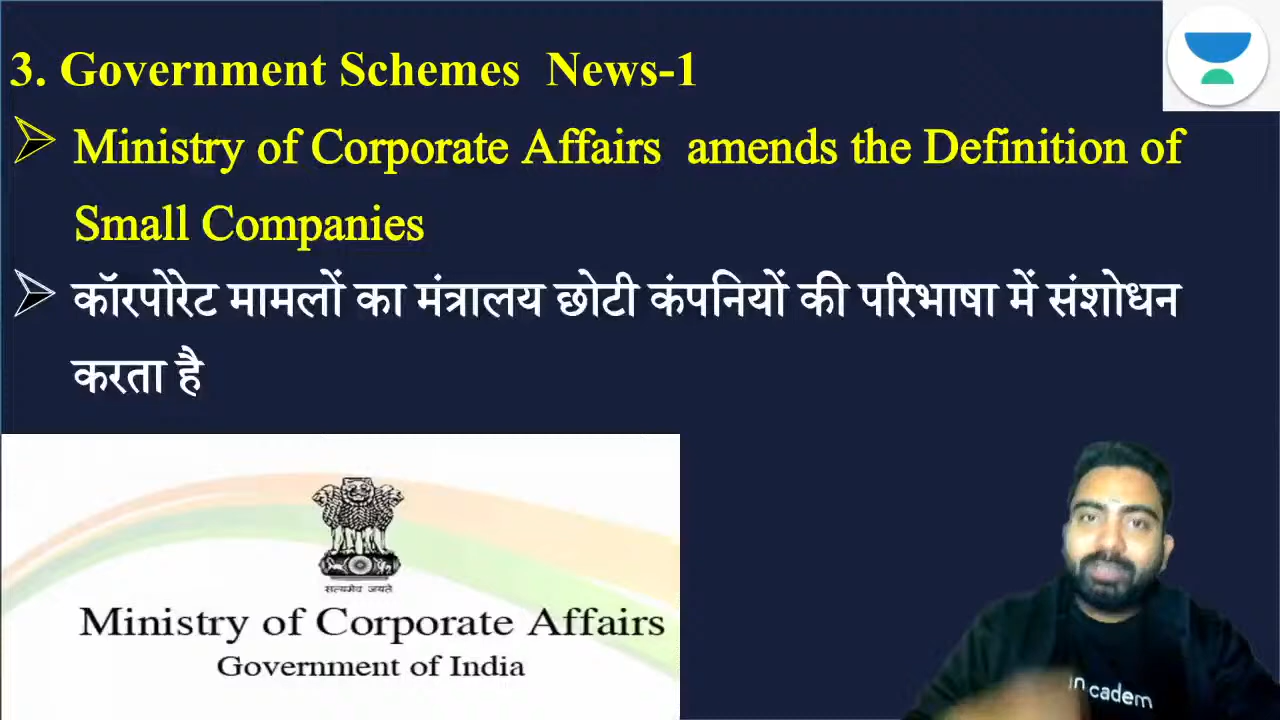 3. Government Schemes News-1
Ministry of Corporate Affairs amends the Definition of
Small Companies
कॉरपोरेट मामलों का मंत्रालय छोटी कंपनियों की परिभाषा में संशोधन
करता है
सत्यमेव जयते
Ministry of Corporate Affairs
Government of India
cadem